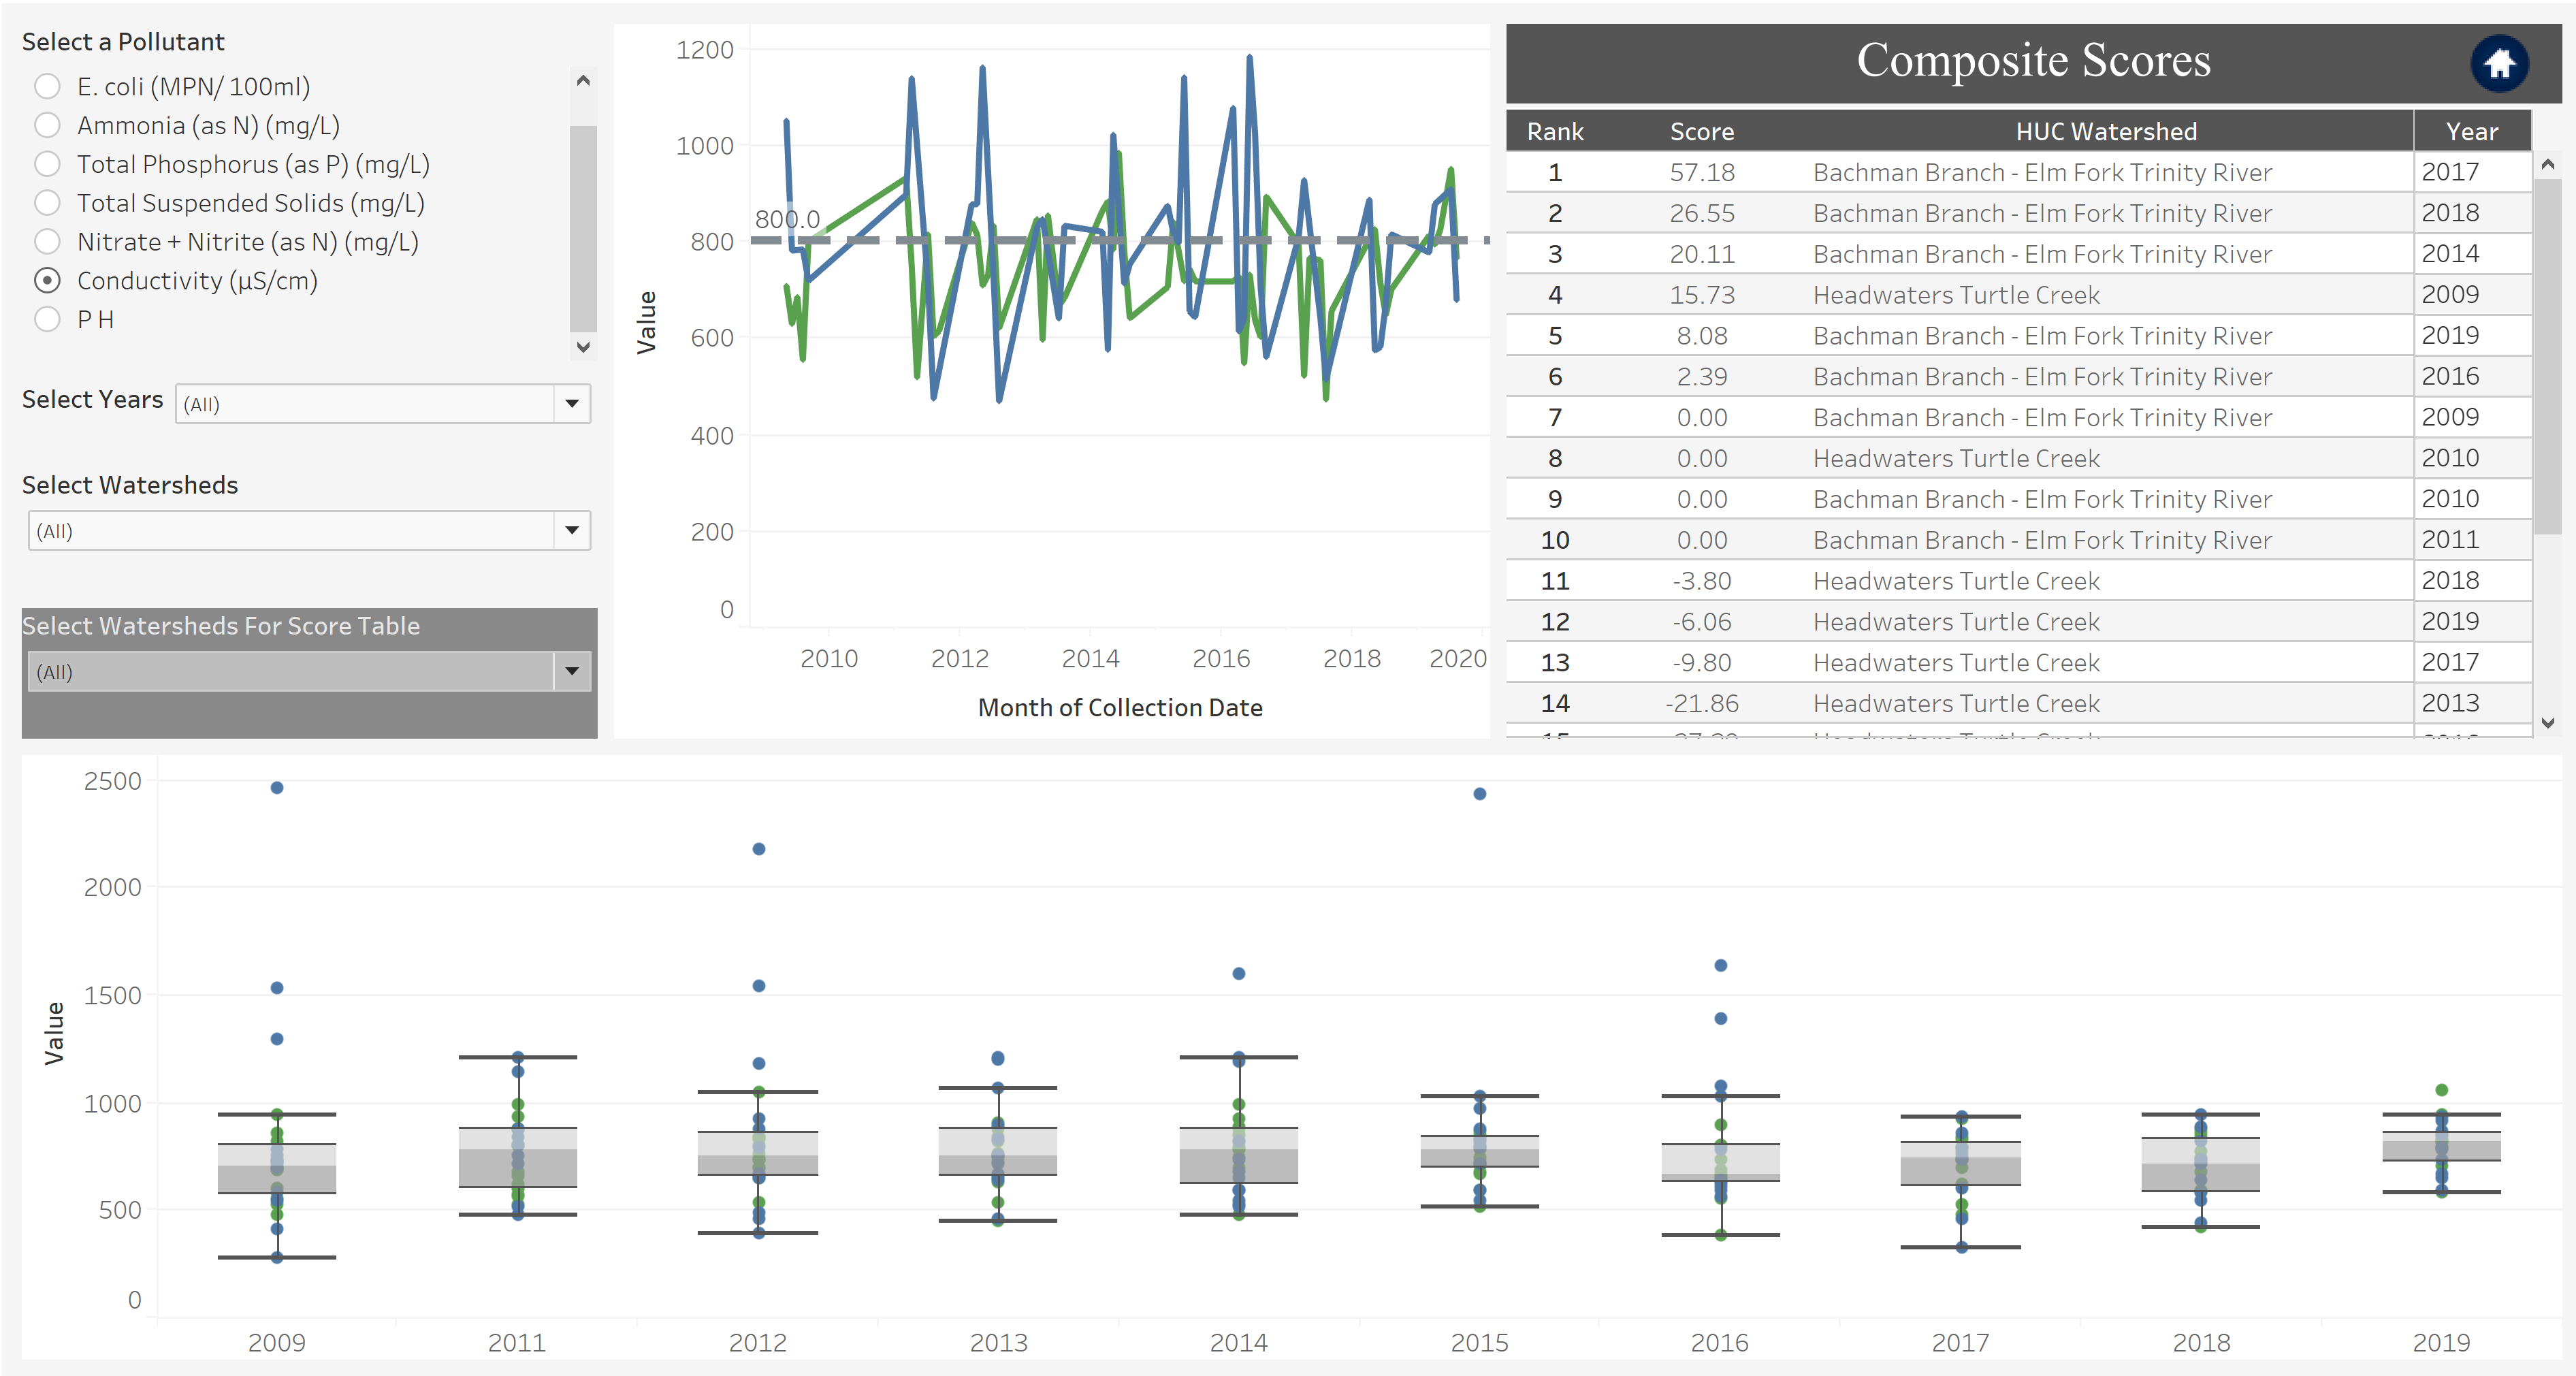 Select a Pollutant
E. coli (MPN/ 100ml)
Ammonia (as N) (mg/L)
Total Phosphorus (as P) (mg/L)
Total Suspended Solids (mg/L)
Nitrate + Nitrite (as N) (mg/L)
Conductivity (µS/cm)
P H
Select Years (All)
Select Watersheds
(All)
Select Watersheds For Score Table
(All)
1200
1000
800.0
800
600
400
200
0
Value
2010 2012 2014 2016 2018 2020
Month of Collection Date
Composite Scores
Rank Score HUC Watershed Year
1 57.18 Bachman Branch - Elm Fork Trinity River 2017
2 26.55 Bachman Branch - Elm Fork Trinity River 2018
3 20.11 Bachman Branch - Elm Fork Trinity River 2014
4 15.73 Headwaters Turtle Creek 2009
5 8.08 Bachman Branch - Elm Fork Trinity River 2019
6 2.39 Bachman Branch - Elm Fork Trinity River 2016
7 0.00 Bachman Branch - Elm Fork Trinity River 2009
8 0.00 Headwaters Turtle Creek 2010
9 0.00 Bachman Branch - Elm Fork Trinity River 2010
10 0.00 Bachman Branch - Elm Fork Trinity River 2011
11 -3.80 Headwaters Turtle Creek 2018
12 -6.06 Headwaters Turtle Creek 2019
13 -9.80 Headwaters Turtle Creek 2017
14 -21.86 Headwaters Turtle Creek 2013
2500
2000
1500
1000
500
0
Value
2009 2011 2012 2013 2014 2015 2016 2017 2018 2019